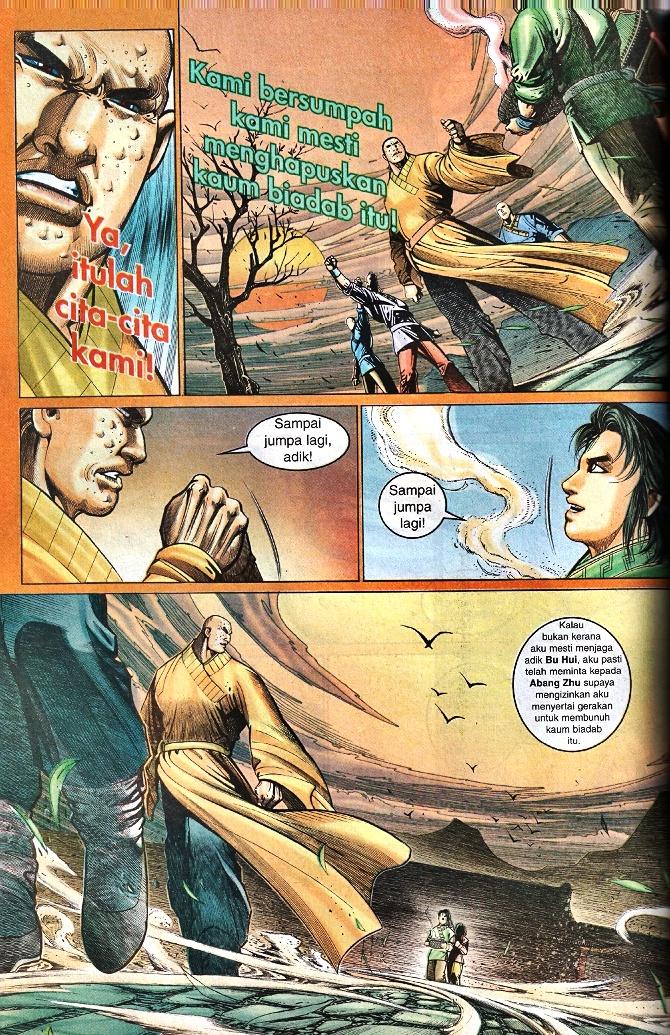 Ya,
itulah
cita-cita
kami!
Kami bersumpah
kami mesti
menghapuskan
kaum biadab itu!
Sampai
jumpa lagi,
adik!
Sampai
jumpa
lagi!
Kalau
bukan kerana
aku mesti menjaga
adik Bu Hui, aku pasti
telah meminta kepada
Abang Zhu supaya
mengizinkan aku
menyertai gerakan
untuk membunuh
kaum biadab
itu.